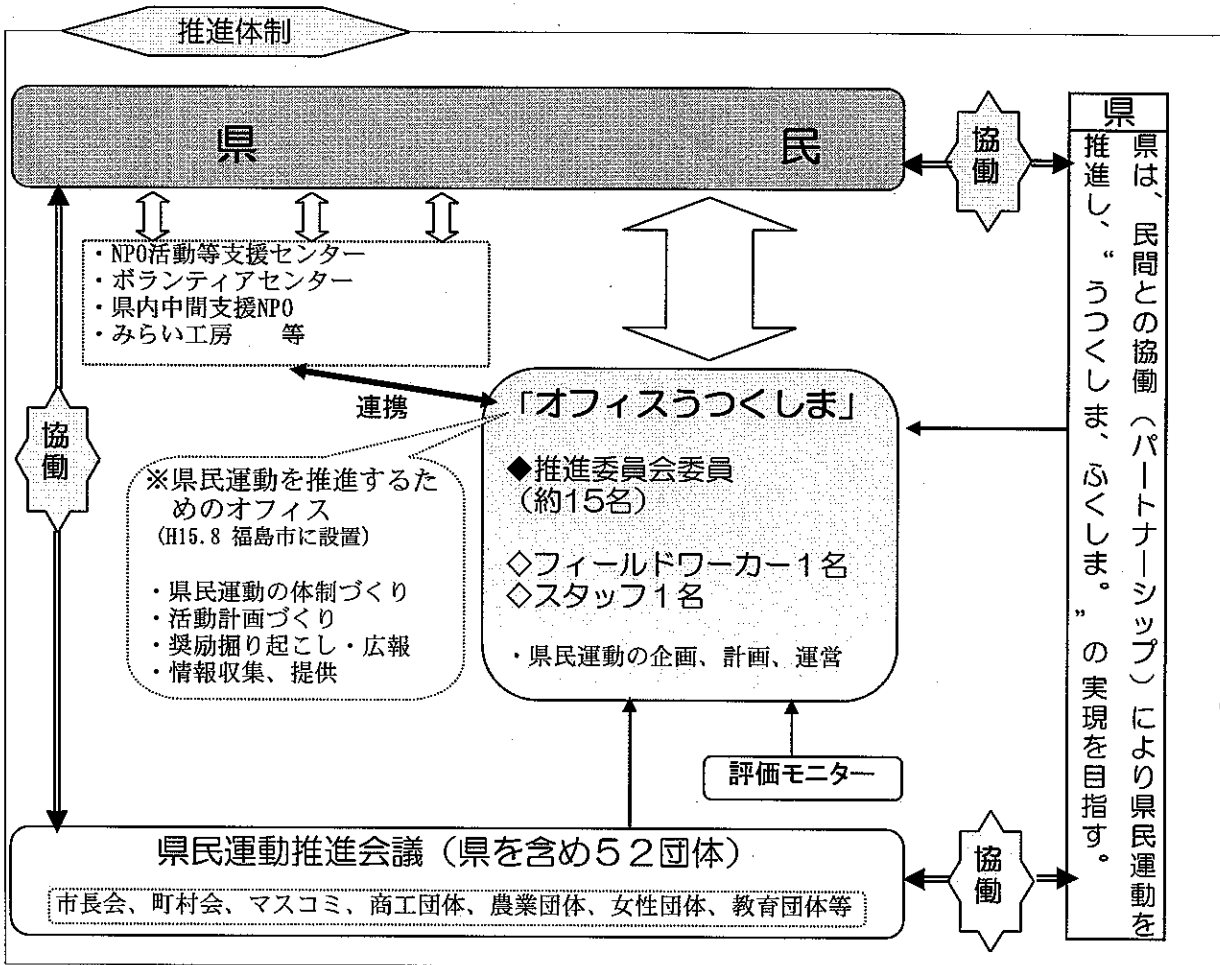 推進体制
県民
協働
県
県は、民間との協働（パートナーシップ）により県民運動を
推進し、“うつくしま、ふくしま。”の実現を目指す。
・NPO活動等支援センター
・ボランティアセンター
・県内中間支援NPO
・みらい工房　等
連携
協働
「オフィスうつくしま」
◆推進委員会委員
（約15名）
◇フィールドワーカー１名
◇スタッフ１名
・県民運動の企画、計画、運営
※県民運動を推進するた
めのオフィス
(H15.8 福島市に設置)
・県民運動の体制づくり
・活動計画づくり
・奨励掘り起こし・広報
・情報収集、提供
評価モニター
県民運動推進会議（県を含め５２団体）
市長会、町村会、マスコミ、商工団体、農業団体、女性団体、教育団体等
協働